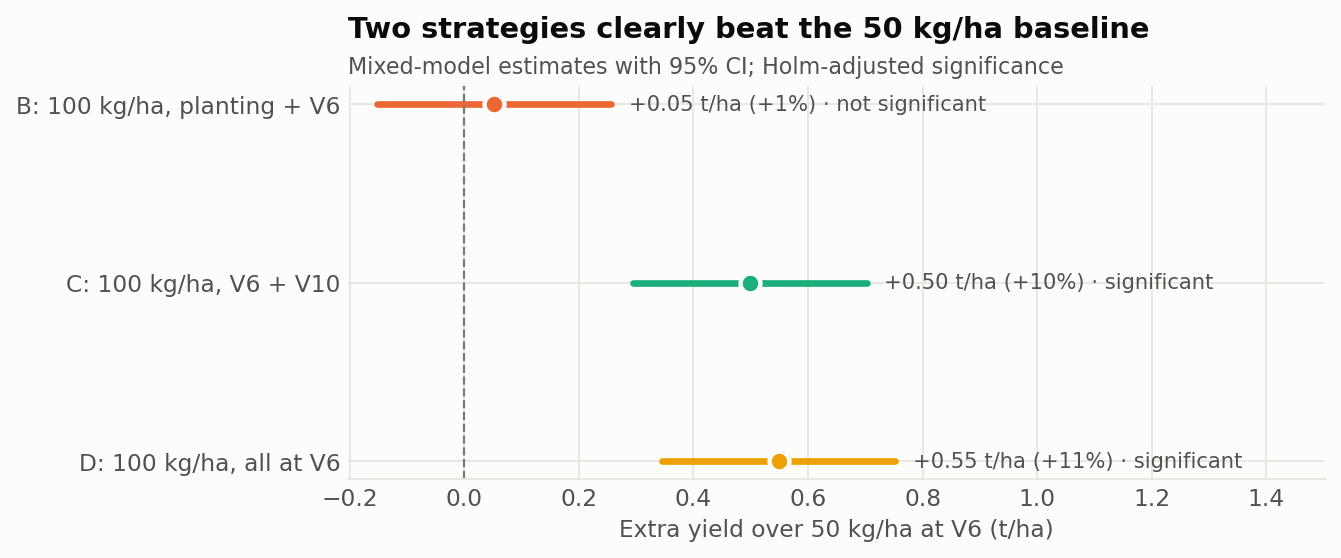 Two strategies clearly beat the 50 kg/ha baseline
Mixed-model estimates with 95% CI; Holm-adjusted significance
B: 100 kg/ha, planting + V6
+0.05 t/ha (+1%) · not significant
C: 100 kg/ha, V6 + V10
+0.50 t/ha (+10%) · significant
D: 100 kg/ha, all at V6
+0.55 t/ha (+11%) · significant
−0.2 0.0 0.2 0.4 0.6 0.8 1.0 1.2 1.4
Extra yield over 50 kg/ha at V6 (t/ha)